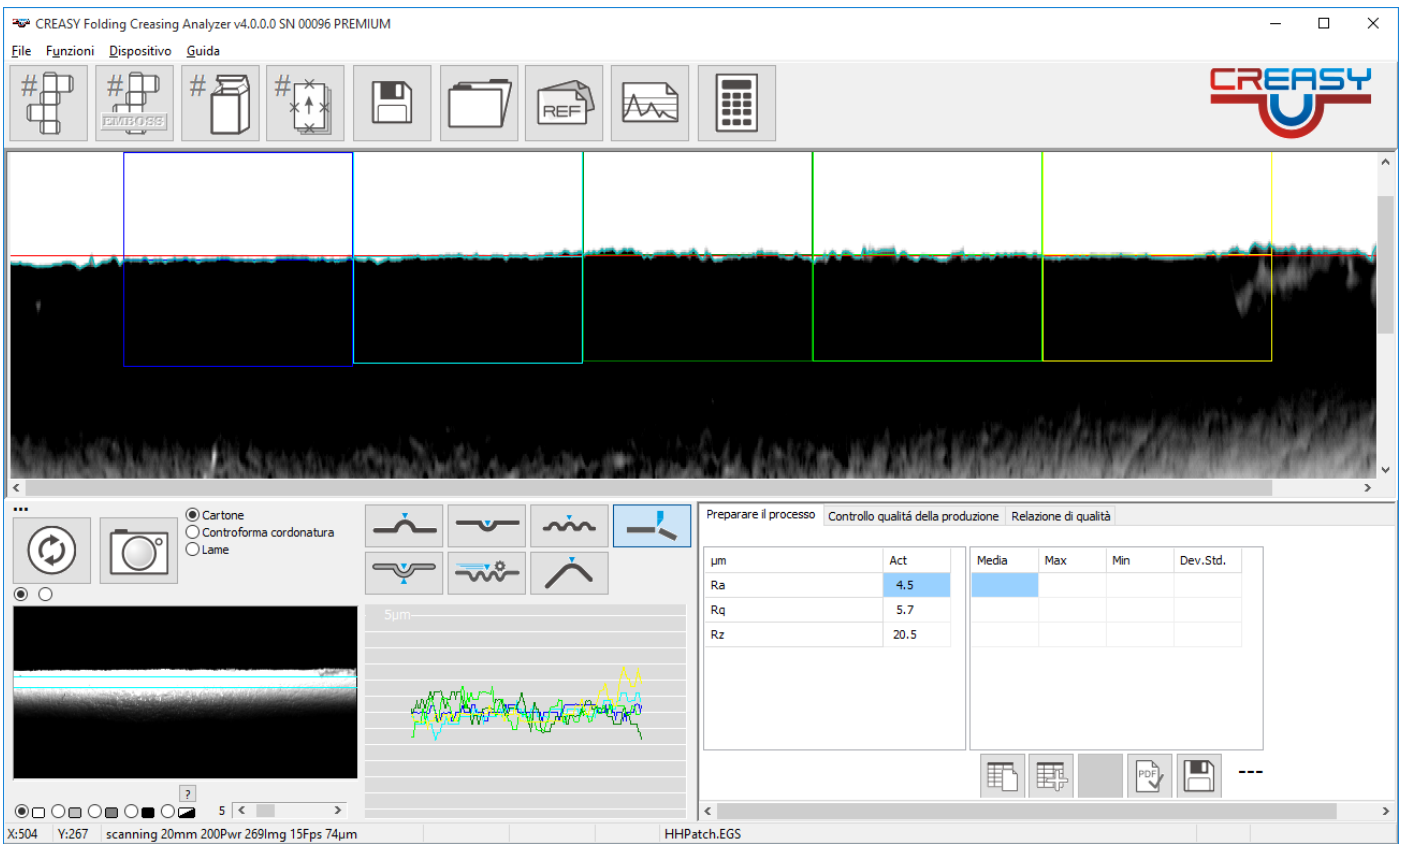 CREASY Folding Creasing Analyzer v4.0.0.0 SN 00096 PREMIUM
File Funzioni Dispositivo Guida
# # EMBOSS # # REF
CREASY
...
Cartone
Controforma cordonatura
Lame
5µm
?
5
Preparare il processo Controllo qualitá della produzione Relazione di qualità
µm Act Media Max Min Dev.Std.
Ra 4.5
Rq 5.7
Rz 20.5
PDF ---
X:504 Y:267 scanning 20mm 200Pwr 269Img 15Fps 74µm HHPatch.EGS